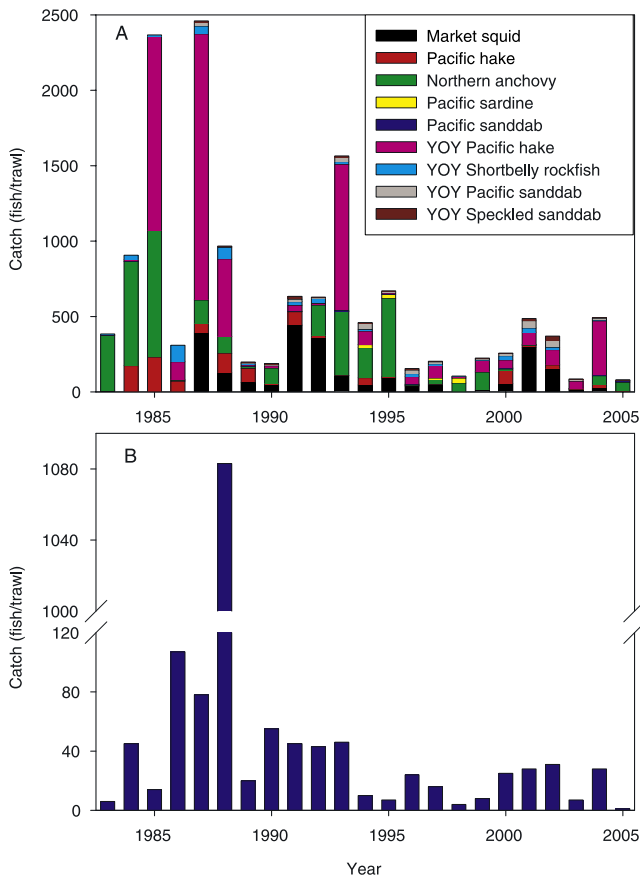 A
Catch (fish/trawl)
2500
2000
1500
1000
500
0
Market squid
Pacific hake
Northern anchovy
Pacific sardine
Pacific sanddab
YOY Pacific hake
YOY Shortbelly rockfish
YOY Pacific sanddab
YOY Speckled sanddab
1985 1990 1995 2000 2005
B
Catch (fish/trawl)
1080
1040
1000
120
80
40
0
1985 1990 1995 2000 2005
Year